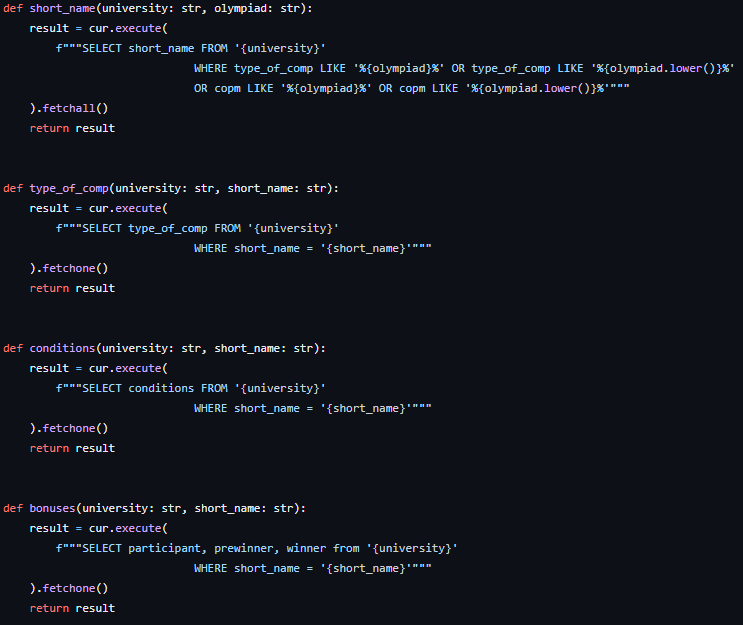 def short_name(university: str, olympiad: str):
    result = cur.execute(
        f"""SELECT short_name FROM '{university}'
                             WHERE type_of_comp LIKE '%{olympiad}%' OR type_of_comp LIKE '%{olympiad.lower()}%'
                             OR copm LIKE '%{olympiad}%' OR copm LIKE '%{olympiad.lower()}%'"""
    ).fetchall()
    return result
def type_of_comp(university: str, short_name: str):
    result = cur.execute(
        f"""SELECT type_of_comp FROM '{university}'
                             WHERE short_name = '{short_name}'"""
    ).fetchone()
    return result
def conditions(university: str, short_name: str):
    result = cur.execute(
        f"""SELECT conditions FROM '{university}'
                             WHERE short_name = '{short_name}'"""
    ).fetchone()
    return result
def bonuses(university: str, short_name: str):
    result = cur.execute(
        f"""SELECT participant, prewinner, winner from '{university}'
                             WHERE short_name = '{short_name}'"""
    ).fetchone()
    return result